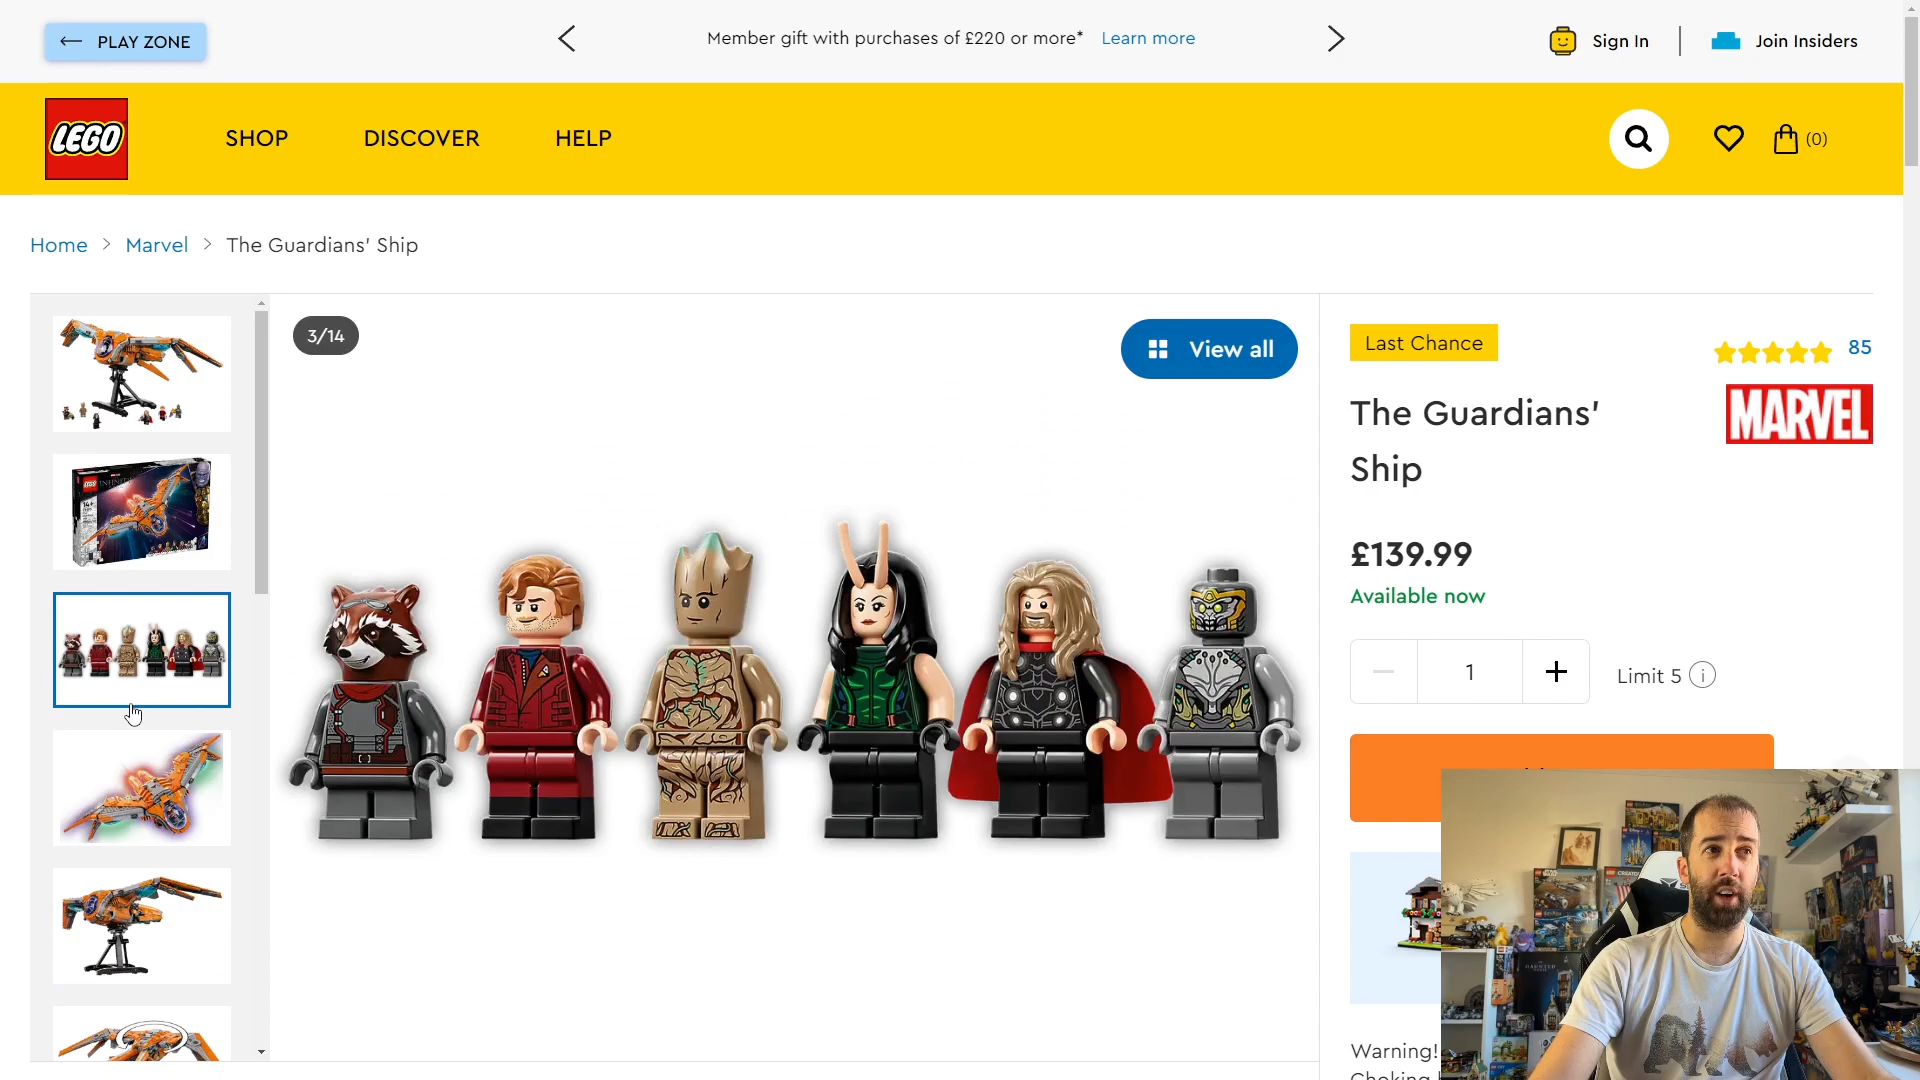 PLAY ZONE
Member gift with purchases of £220 or more* Learn more
Sign In
Join Insiders
LEGO
SHOP
DISCOVER
HELP
(0)
Home > Marvel > The Guardians' Ship
3/14
View all
Last Chance
85
The Guardians'
Ship
MARVEL
£139.99
Available now
1
Limit 5
Warning!